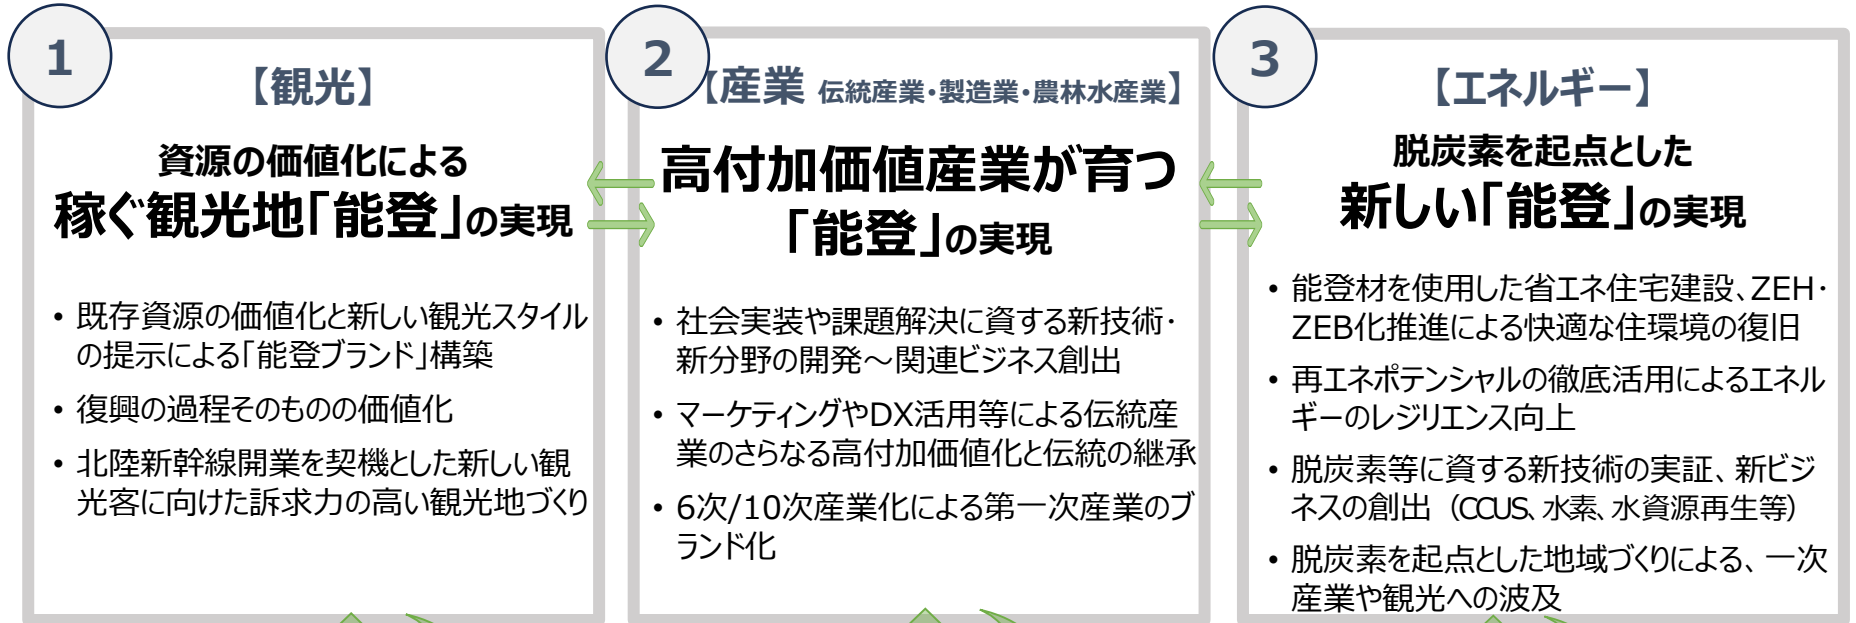 1
【観光】
資源の価値化による
稼ぐ観光地「能登」の実現
• 既存資源の価値化と新しい観光スタイル
の提示による「能登ブランド」構築
• 復興の過程そのものの価値化
• 北陸新幹線開業を契機とした新しい観
光客に向けた訴求力の高い観光地づくり
2
【産業 伝統産業・製造業・農林水産業】
高付加価値産業が育つ
「能登」の実現
• 社会実装や課題解決に資する新技術・
新分野の開発～関連ビジネス創出
• マーケティングやDX活用等による伝統産
業のさらなる高付加価値化と伝統の継承
• 6次/10次産業化による第一次産業のブ
ランド化
3
【エネルギー】
脱炭素を起点とした
新しい「能登」の実現
• 能登材を使用した省エネ住宅建設、ZEH・
ZEB化推進による快適な住環境の復旧
• 再エネポテンシャルの徹底活用によるエネル
ギーのレジリエンス向上
• 脱炭素等に資する新技術の実証、新ビジ
ネスの創出（CCUS、水素、水資源再生等）
• 脱炭素を起点とした地域づくりによる、一次
産業や観光への波及